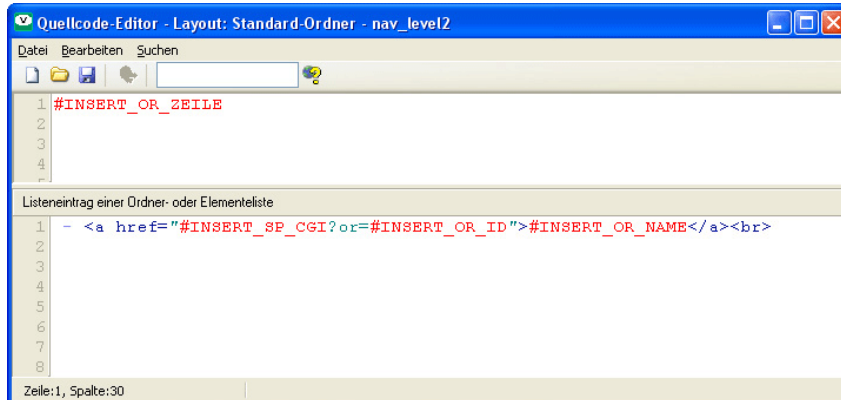 Quellcode-Editor - Layout: Standard-Ordner - nav_level2
Datei Bearbeiten Suchen
1 #INSERT_OR_ZEILE
2
3
4
Listeneintrag einer Ordner- oder Elementeliste
1 - <a href="#INSERT_SP_CGI?or=#INSERT_OR_ID">#INSERT_OR_NAME</a><br>
2
3
4
5
6
7
8
Zeile:1, Spalte:30